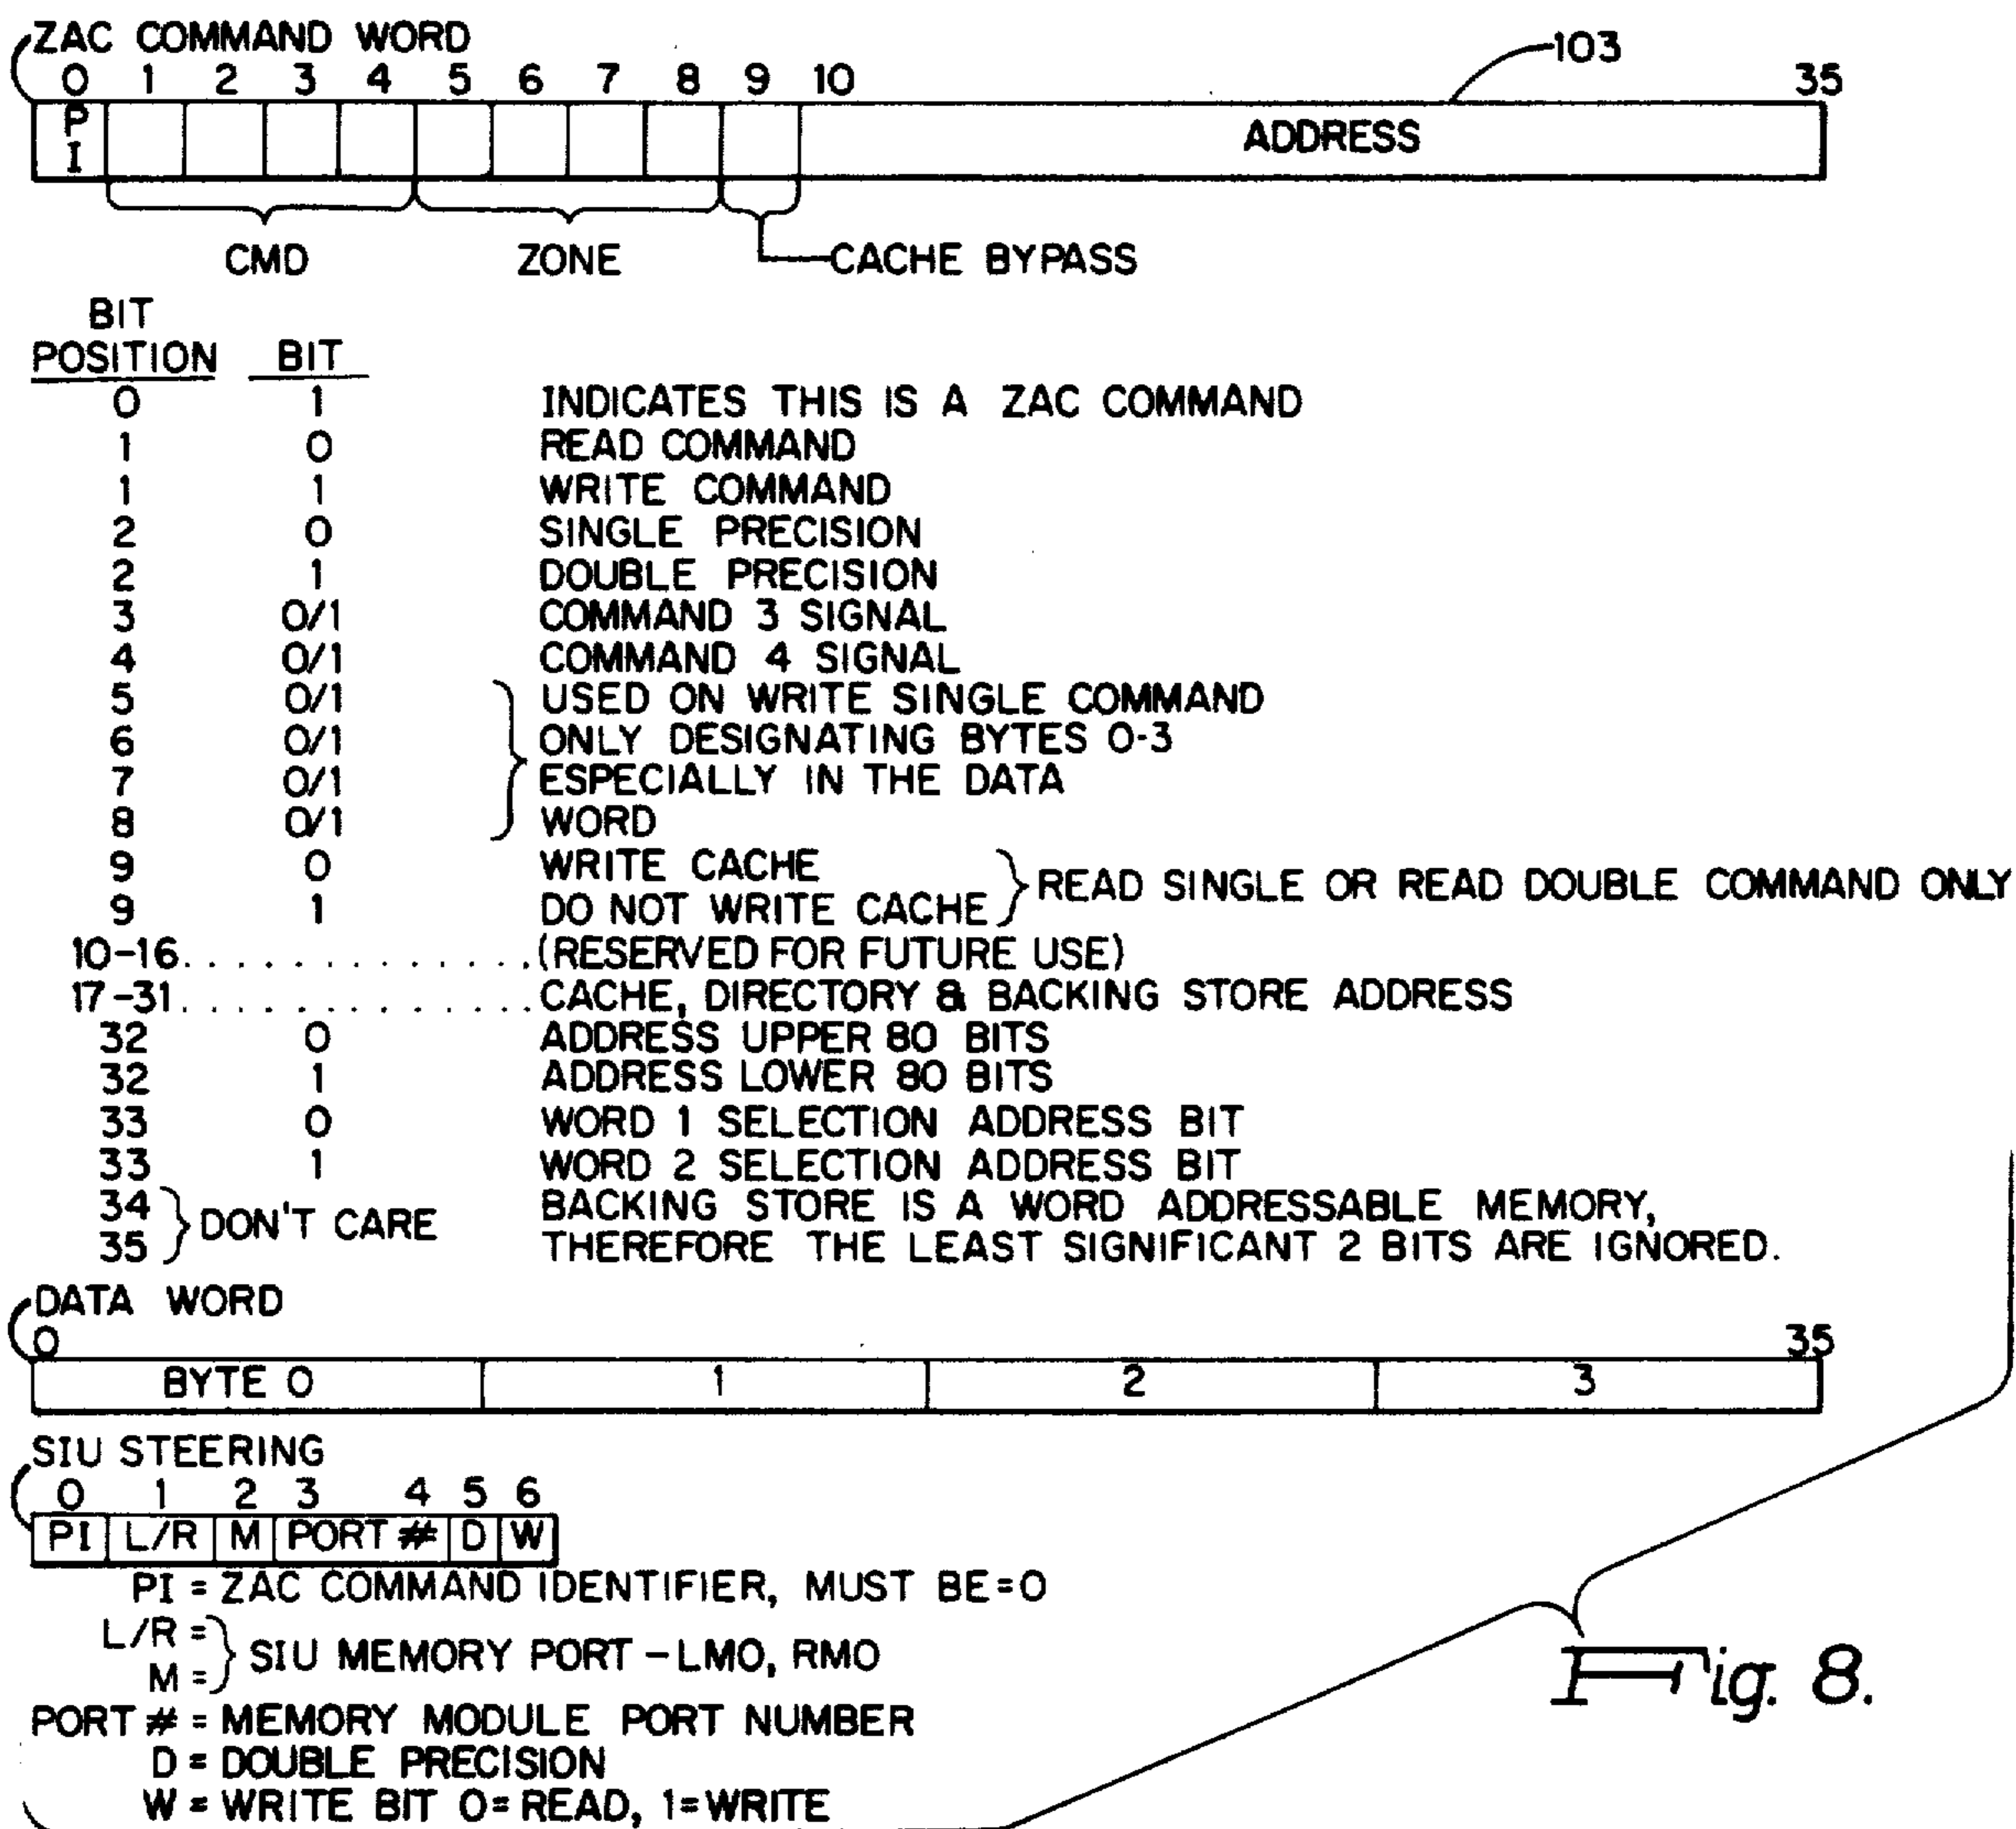 ZAC COMMAND WORD
0 1 2 3 4 5 6 7 8 9 10 35
103
PI ADDRESS
CMD ZONE CACHE BYPASS
BIT
POSITION BIT
0 1 INDICATES THIS IS A ZAC COMMAND
1 0 READ COMMAND
1 1 WRITE COMMAND
2 0 SINGLE PRECISION
2 1 DOUBLE PRECISION
3 0/1 COMMAND 3 SIGNAL
4 0/1 COMMAND 4 SIGNAL
5 0/1 USED ON WRITE SINGLE COMMAND
6 0/1 ONLY DESIGNATING BYTES 0-3
7 0/1 ESPECIALLY IN THE DATA
8 0/1 WORD
9 0 WRITE CACHE
9 1 DO NOT WRITE CACHE
READ SINGLE OR READ DOUBLE COMMAND ONLY
10-16. . . . . . . . . . . . . .(RESERVED FOR FUTURE USE)
17-31. . . . . . . . . . . . . .CACHE, DIRECTORY & BACKING STORE ADDRESS
32 0 ADDRESS UPPER 80 BITS
32 1 ADDRESS LOWER 80 BITS
33 0 WORD 1 SELECTION ADDRESS BIT
33 1 WORD 2 SELECTION ADDRESS BIT
34 BACKING STORE IS A WORD ADDRESSABLE MEMORY,
DON'T CARE
35 THEREFORE THE LEAST SIGNIFICANT 2 BITS ARE IGNORED.
DATA WORD
0 35
BYTE 0 1 2 3
SIU STEERING
0 1 2 3 4 5 6
PI L/R M PORT # D W
PI = ZAC COMMAND IDENTIFIER, MUST BE=0
L/R =
SIU MEMORY PORT – LMO, RMO
M =
PORT # = MEMORY MODULE PORT NUMBER
D = DOUBLE PRECISION
W = WRITE BIT 0=READ, 1=WRITE
Fig. 8.